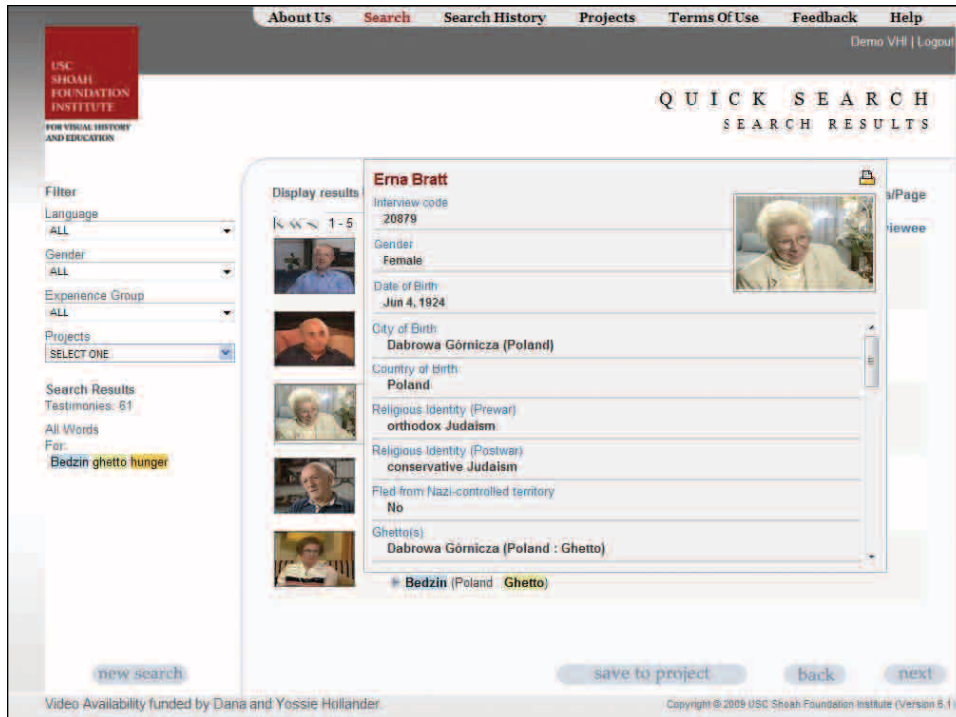 About Us Search Search History Projects Terms Of Use Feedback Help
Demo VHI | Logout
USC
SHOAH
FOUNDATION
INSTITUTE
FOR VISUAL HISTORY
AND EDUCATION
QUICK SEARCH
SEARCH RESULTS
Filter
Language
ALL
Gender
ALL
Experience Group
ALL
Projects
SELECT ONE
Search Results
Testimonies: 61
All Words
For:
Bedzin ghetto hunger
Display results
s/Page
1-5
viewee
Erna Bratt
Interview code
20879
Gender
Female
Date of Birth
Jun 4, 1924
City of Birth
Dabrowa Górnicza (Poland)
Country of Birth
Poland
Religious Identity (Prewar)
orthodox Judaism
Religious Identity (Postwar)
conservative Judaism
Fled from Nazi-controlled territory
No
Ghetto(s)
Dabrowa Górnicza (Poland : Ghetto)
Bedzin (Poland Ghetto)
new search
save to project back next
Video Availability funded by Dana and Yossie Hollander.
Copyright © 2009 USC Shoah Foundation Institute (Version 6.1)